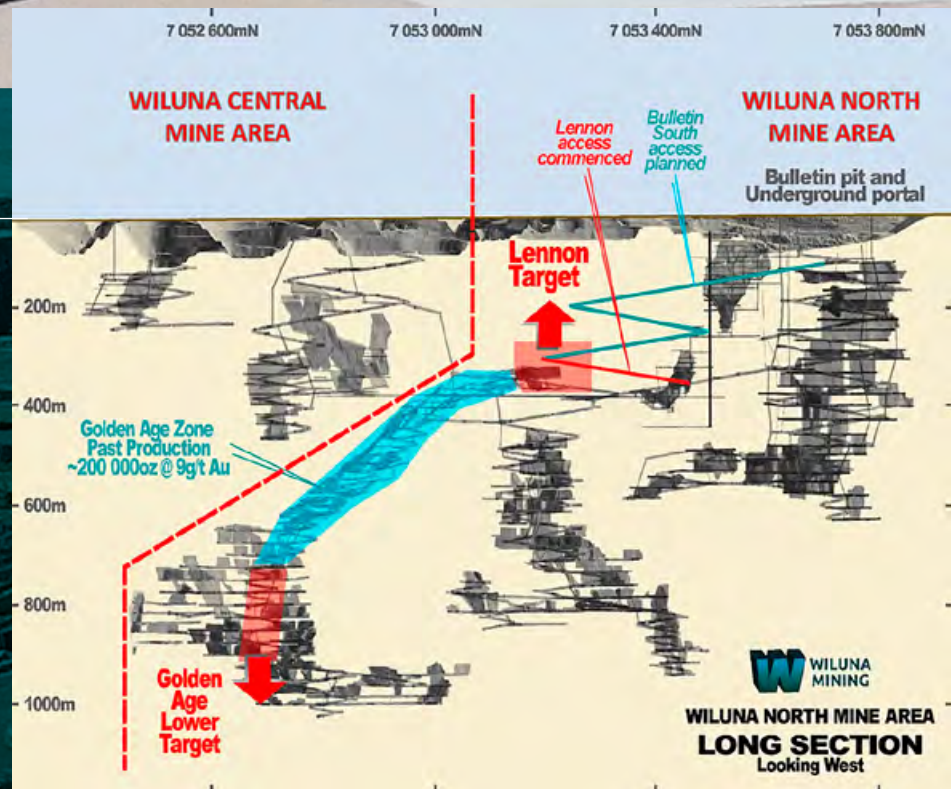 7 052 600mN
7 053 000mN
7 053 400mN
7 053 800mN
WILUNA CENTRAL
MINE AREA
WILUNA NORTH
MINE AREA
Lennon
access
commenced
Bulletin
South
access
planned
Bulletin pit and
Underground portal
Lennon
Target
200m
400m
Golden Age Zone
Past Production
~200 000oz @ 9g/t Au
600m
800m
Golden
Age
Lower
Target
1000m
WILUNA
MINING
WILUNA NORTH MINE AREA
LONG SECTION
Looking West